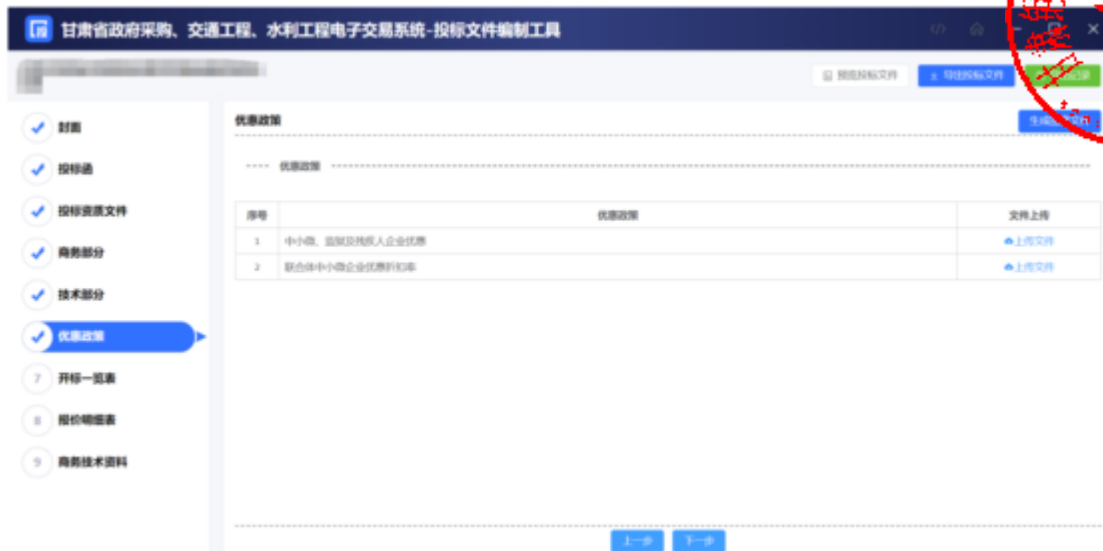 甘肃省政府采购、交通工程、水利工程电子交易系统-投标文件编制工具
预览投标文件 导出投标文件
封面
投标函
投标资质文件
商务部分
技术部分
优惠政策
7 开标一览表
8 报价明细表
9 商务技术资料
优惠政策
优惠政策
序号 优惠政策 文件上传
1 中小微、监狱及残疾人企业优惠 上传文件
2 联合体中小微企业优惠折扣率 上传文件
上一步 下一步